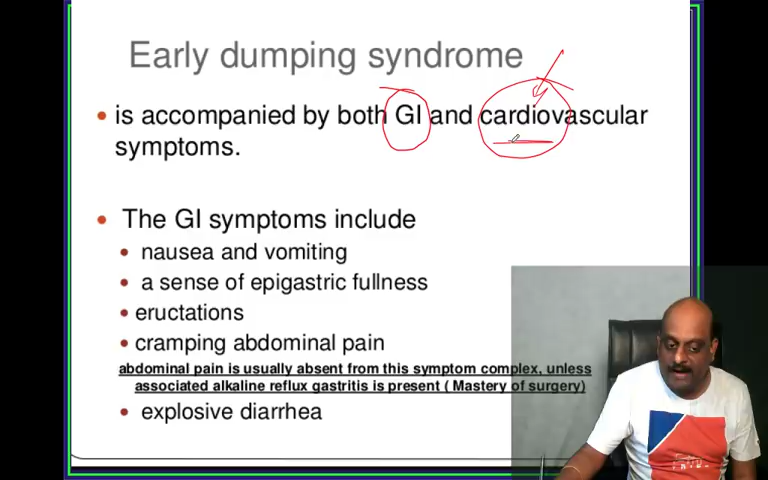 Early dumping syndrome
• is accompanied by both GI and cardiovascular
symptoms.
• The GI symptoms include
• nausea and vomiting
• a sense of epigastric fullness
• eructations
• cramping abdominal pain
abdominal pain is usually absent from this symptom complex, unless
associated alkaline reflux gastritis is present ( Mastery of surgery)
• explosive diarrhea